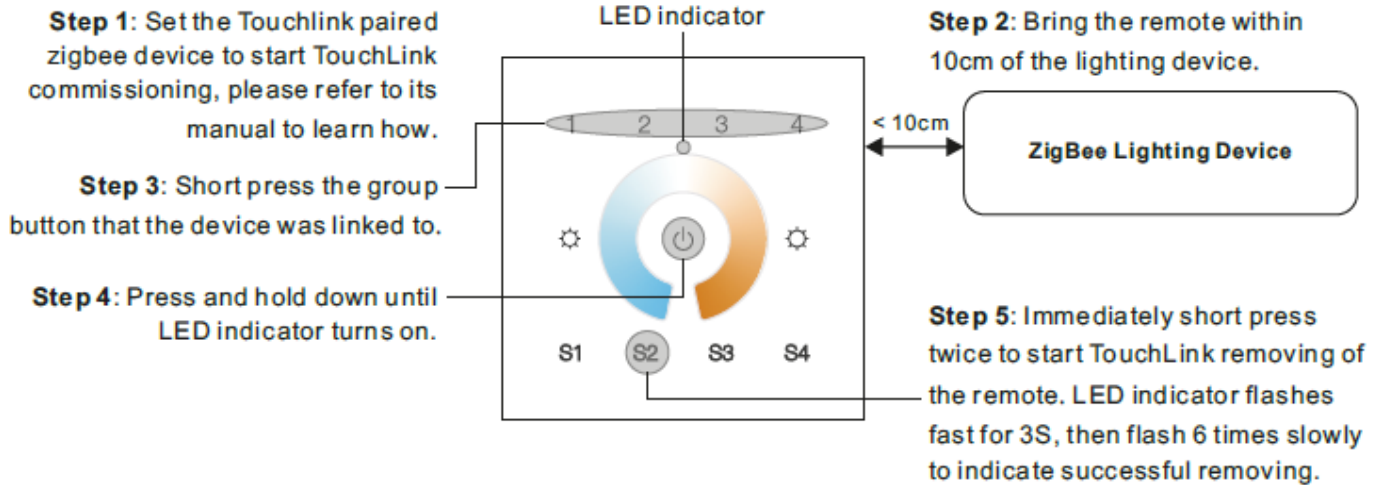 Step 1: Set the Touchlink paired
zigbee device to start TouchLink
commissioning, please refer to its
manual to learn how.
LED indicator
Step 2: Bring the remote within
10cm of the lighting device.
1 2 3 4
< 10cm
ZigBee Lighting Device
Step 3: Short press the group
button that the device was linked to.
Step 4: Press and hold down until
LED indicator turns on.
S1 S2 S3 S4
Step 5: Immediately short press
twice to start TouchLink removing of
the remote. LED indicator flashes
fast for 3S, then flash 6 times slowly
to indicate successful removing.